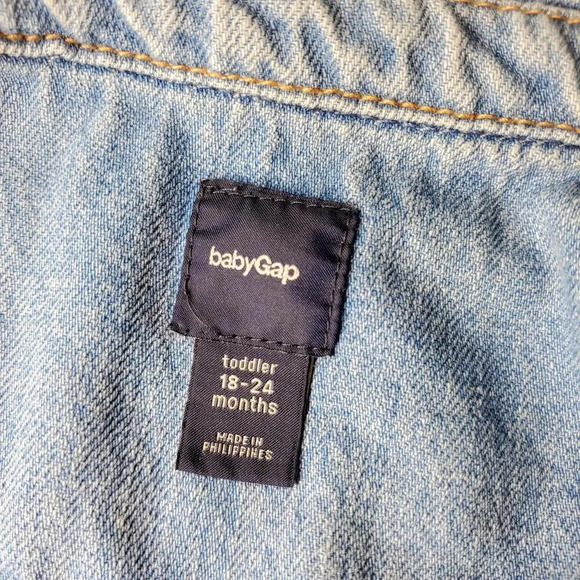 babyGap
toddler
18-24
months
MADE IN
PHILIPPINES